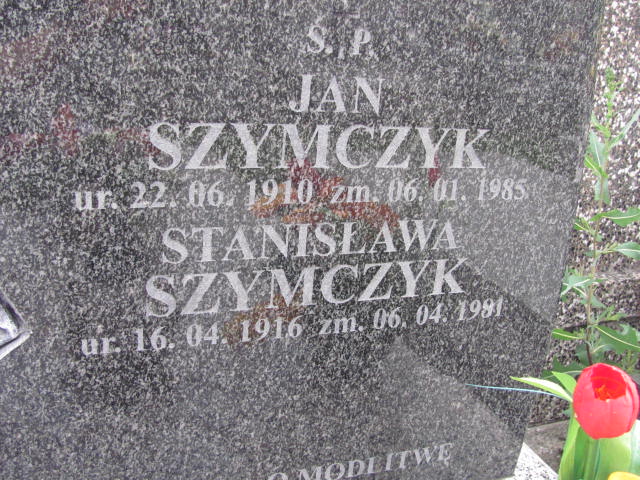 Ś. P.
JAN
SZYMCZYK
ur. 22. 06. 1910 zm. 06. 01. 1985
STANISŁAWA
SZYMCZYK
ur. 16. 04. 1916 zm. 06. 04. 1991
O MODLITWĘ